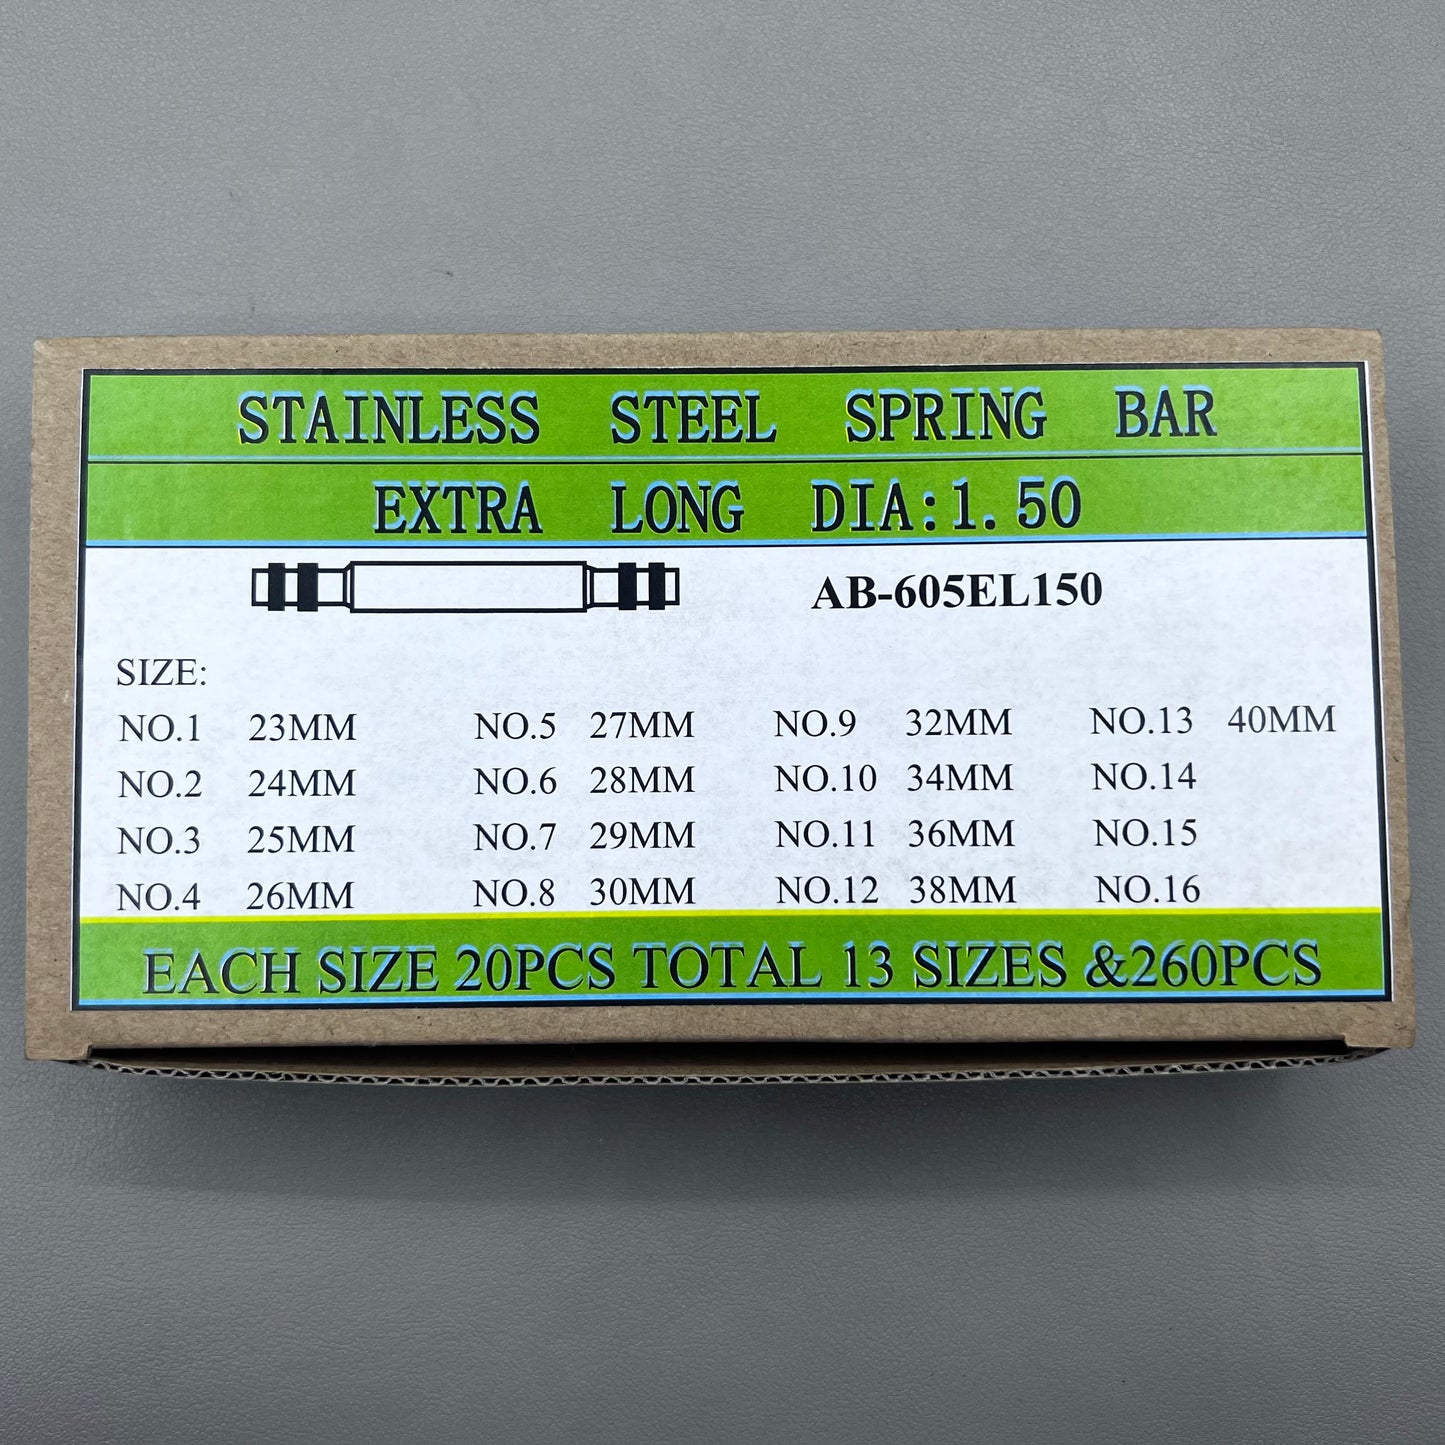 STAINLESS STEEL SPRING BAR
EXTRA LONG DIA:1.50
AB-605EL150
SIZE:
NO.1 23MM NO.5 27MM NO.9 32MM NO.13 40MM
NO.2 24MM NO.6 28MM NO.10 34MM NO.14
NO.3 25MM NO.7 29MM NO.11 36MM NO.15
NO.4 26MM NO.8 30MM NO.12 38MM NO.16
EACH SIZE 20PCS TOTAL 13 SIZES &260PCS